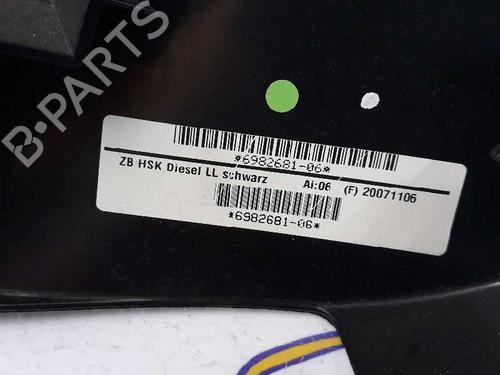 B-PARTS
*6982681-06*
ZB HSK Diesel LL schwarz Ai:06 (F) 20071106
*6982681-06*